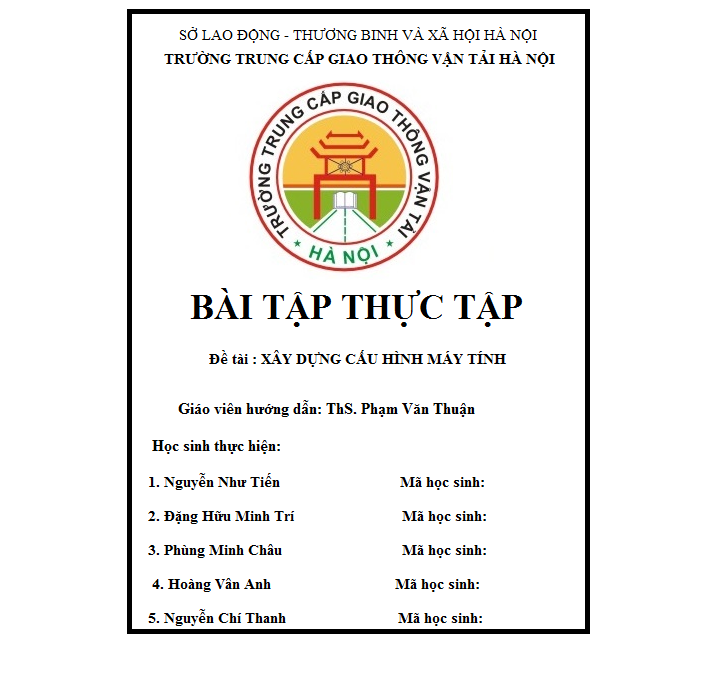 SỞ LAO ĐỘNG - THƯƠNG BINH VÀ XÃ HỘI HÀ NỘI
TRƯỜNG TRUNG CẤP GIAO THÔNG VẬN TẢI HÀ NỘI
TRƯỜNG TRUNG CẤP GIAO THÔNG VẬN TẢI
★ HÀ NỘI ★
BÀI TẬP THỰC TẬP
Đề tài : XÂY DỰNG CẤU HÌNH MÁY TÍNH
Giáo viên hướng dẫn: ThS. Phạm Văn Thuận
Học sinh thực hiện:
1. Nguyễn Như Tiến Mã học sinh:
2. Đặng Hữu Minh Trí Mã học sinh:
3. Phùng Minh Châu Mã học sinh:
4. Hoàng Vân Anh Mã học sinh:
5. Nguyễn Chí Thanh Mã học sinh: